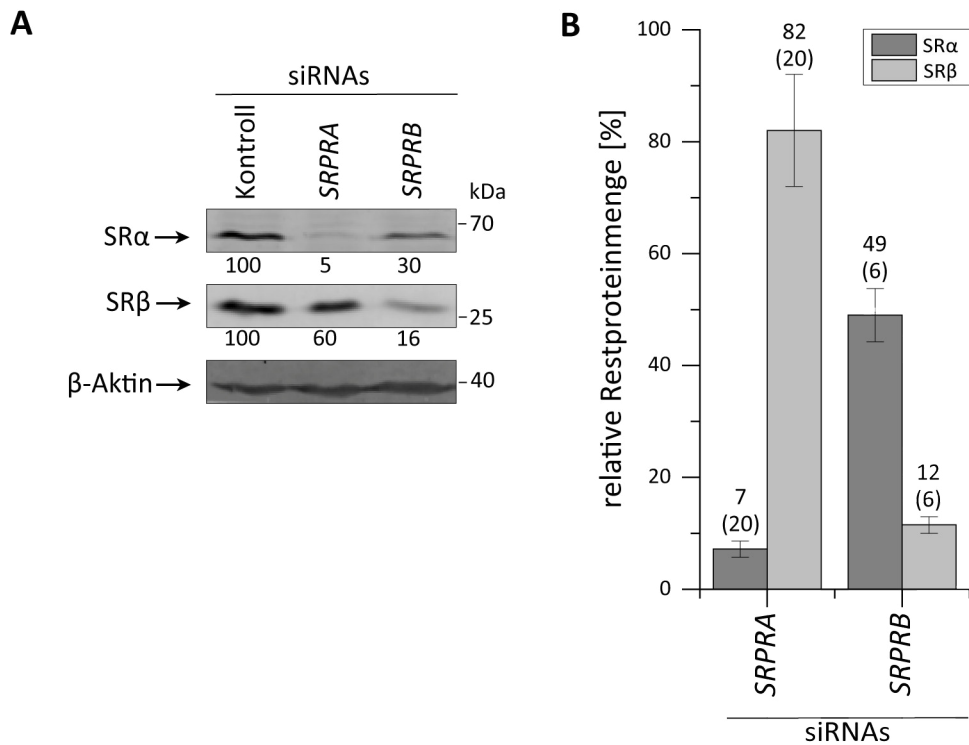 A
siRNAs
Kontroll
SRPRA
SRPRB
kDa
SRα
70
100 5 30
SRβ
25
100 60 16
β-Aktin
40
B
relative Restproteinmenge [%]
100
80
60
40
20
0
SRα
SRβ
82
(20)
49
(6)
7
(20)
12
(6)
SRPRA
SRPRB
siRNAs